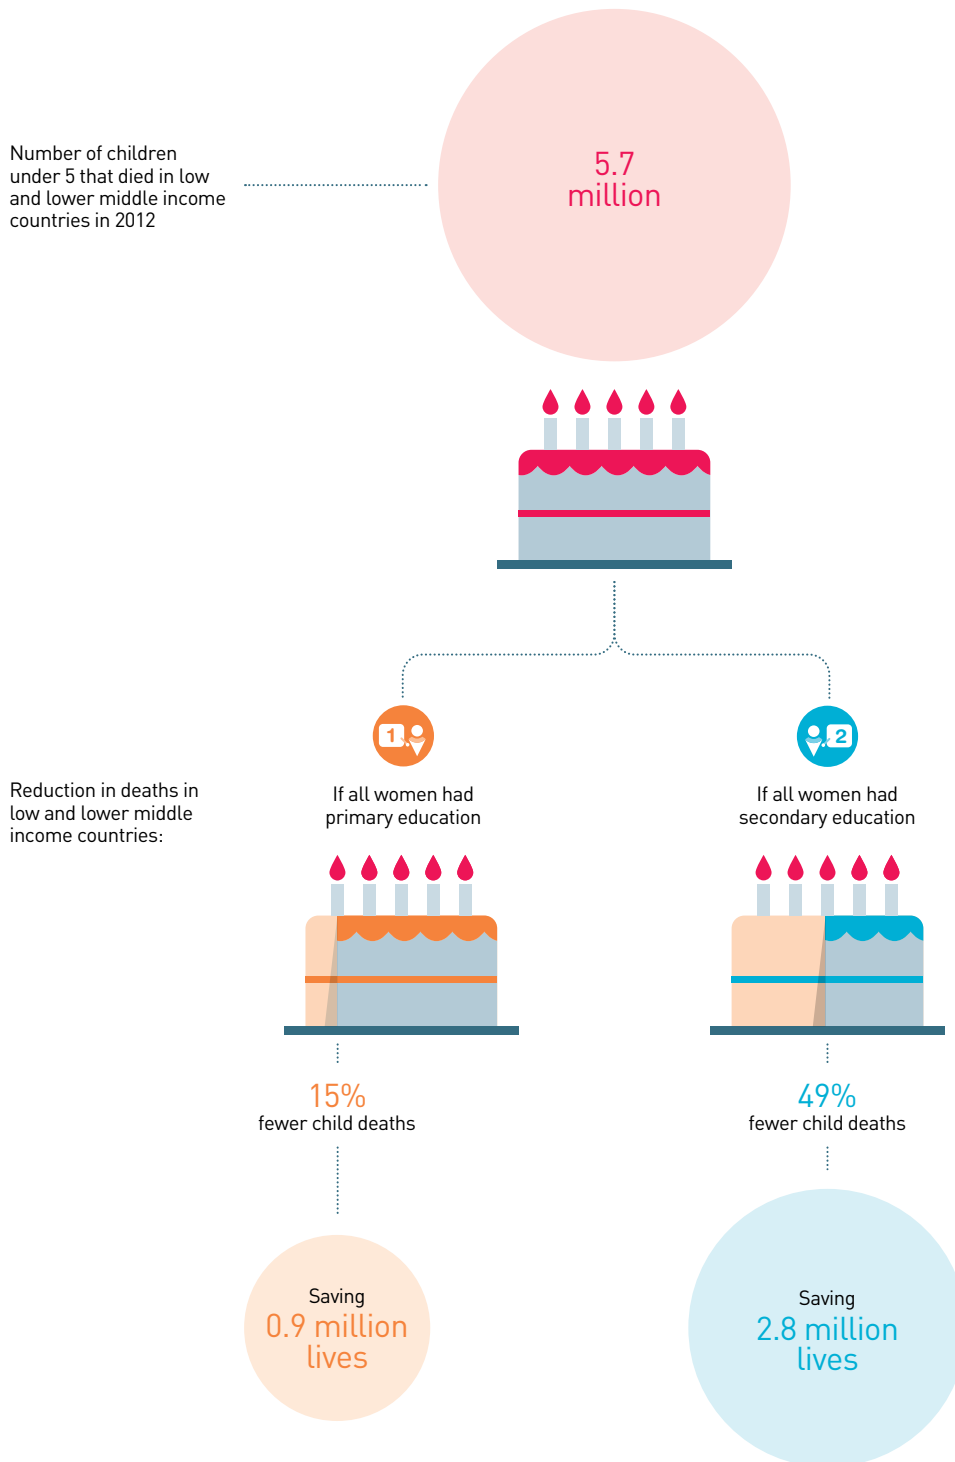 Number of children
under 5 that died in low
and lower middle income
countries in 2012
5.7
million
1
2
Reduction in deaths in
low and lower middle
income countries:
If all women had
primary education
If all women had
secondary education
15%
fewer child deaths
49%
fewer child deaths
Saving
0.9 million
lives
Saving
2.8 million
lives